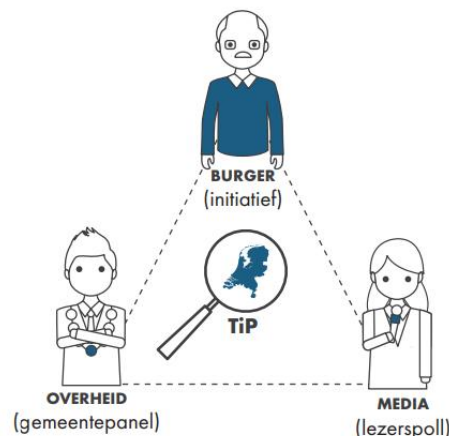 BURGER
(initiatief)
TiP
OVERHEID
(gemeentepanel)
MEDIA
(lezerspoll)